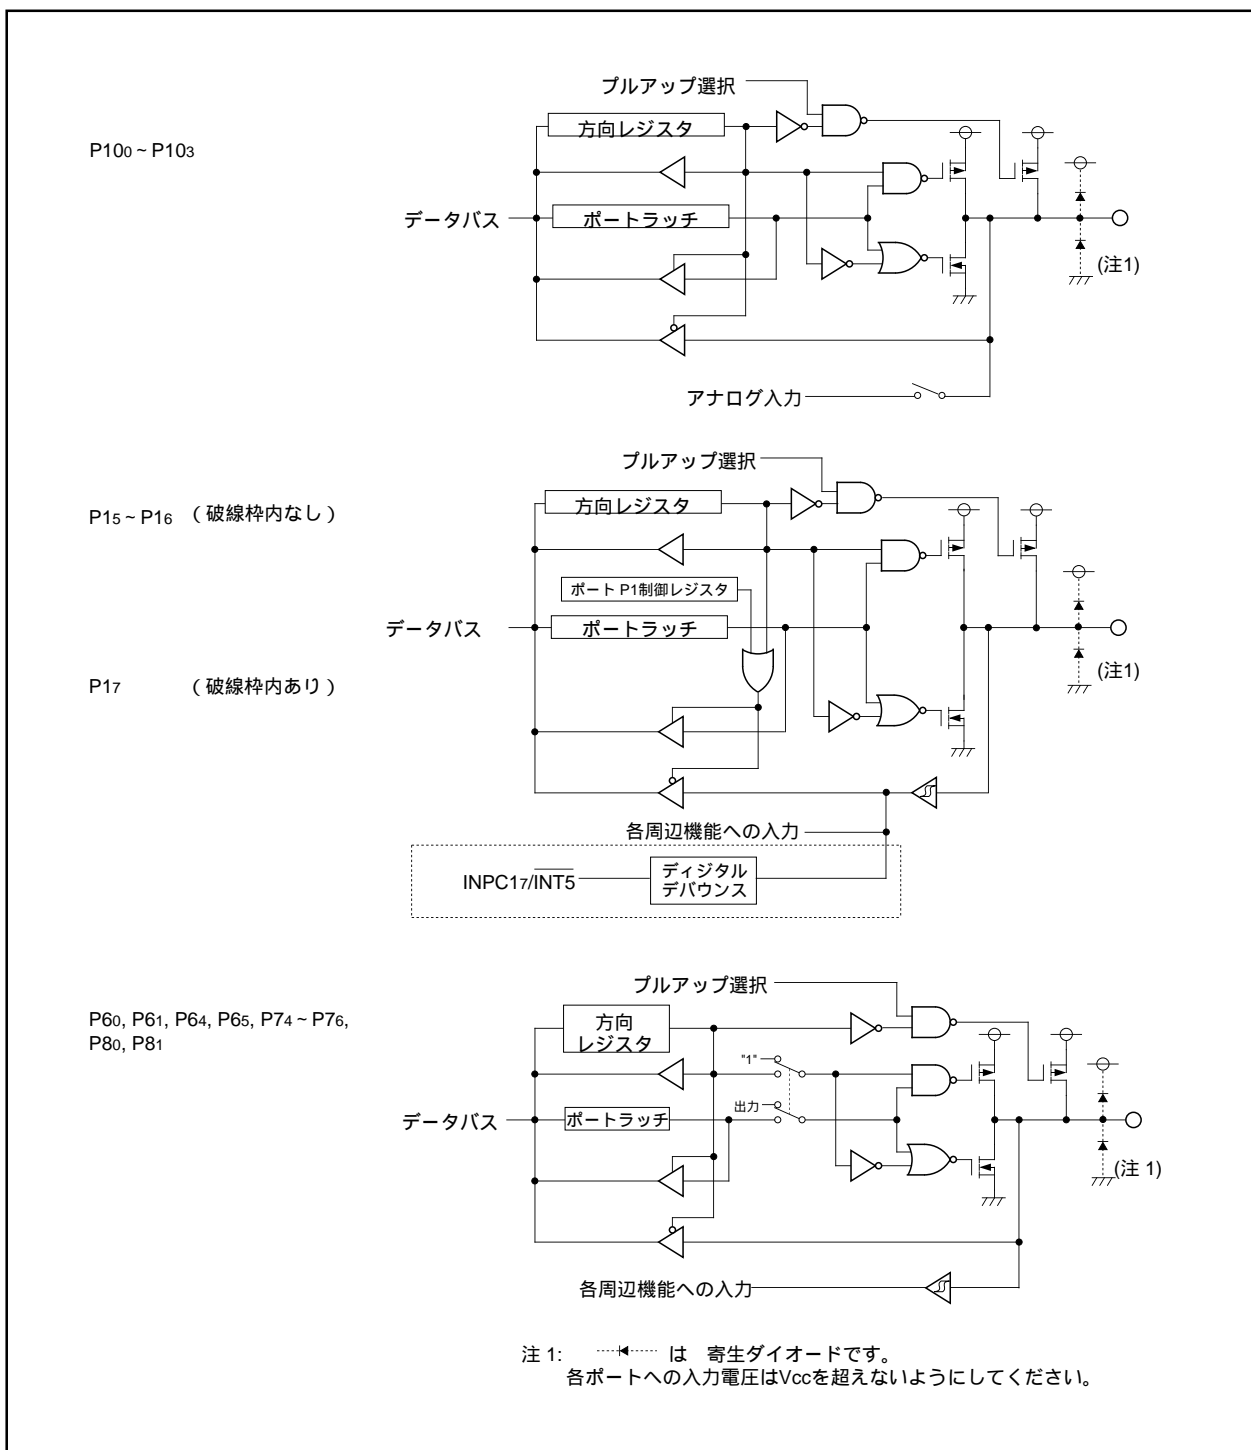 プルアップ選択
方向レジスタ
P100 ~ P103
データバス
ポートラッチ
(注1)
アナログ入力
プルアップ選択
方向レジスタ
P15 ~ P16 （破線枠内なし）
ポート P1制御レジスタ
データバス
ポートラッチ
(注1)
P17 （破線枠内あり）
各周辺機能への入力
INPC17/INT5
ディジタル
デバウンス
プルアップ選択
P60, P61, P64, P65, P74 ~ P76,
P80, P81
方向
レジスタ
"1"
データバス
ポートラッチ
出力
(注 1)
各周辺機能への入力
注 1: は 寄生ダイオードです。
各ポートへの入力電圧はVccを超えないようにしてください。